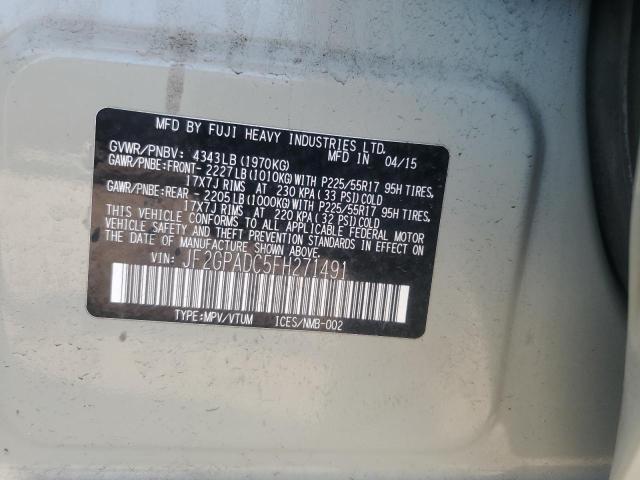 MFD BY FUJI HEAVY INDUSTRIES LTD.
GVWR/PNBV: 4343LB (1970KG) MFD IN 04/15
GAWR/PNBE:FRONT- 2227LB (1010KG) WITH P225/55R17 95H TIRES,
17X7J RIMS AT 230 KPA (33 PSI) COLD
GAWR/PNBE:REAR - 2205LB (1000KG) WITH P225/55R17 95H TIRES,
17X7J RIMS AT 220 KPA (32 PSI) COLD
THIS VEHICLE CONFORMS TO ALL APPLICABLE FEDERAL MOTOR
VEHICLE SAFETY AND THEFT PREVENTION STANDARDS IN EFFECT
ON THE DATE OF MANUFACTURE SHOWN ABOVE.
VIN: JF2GPADC5FH271491
TYPE:MPV/VTUM ICES/NMB-002